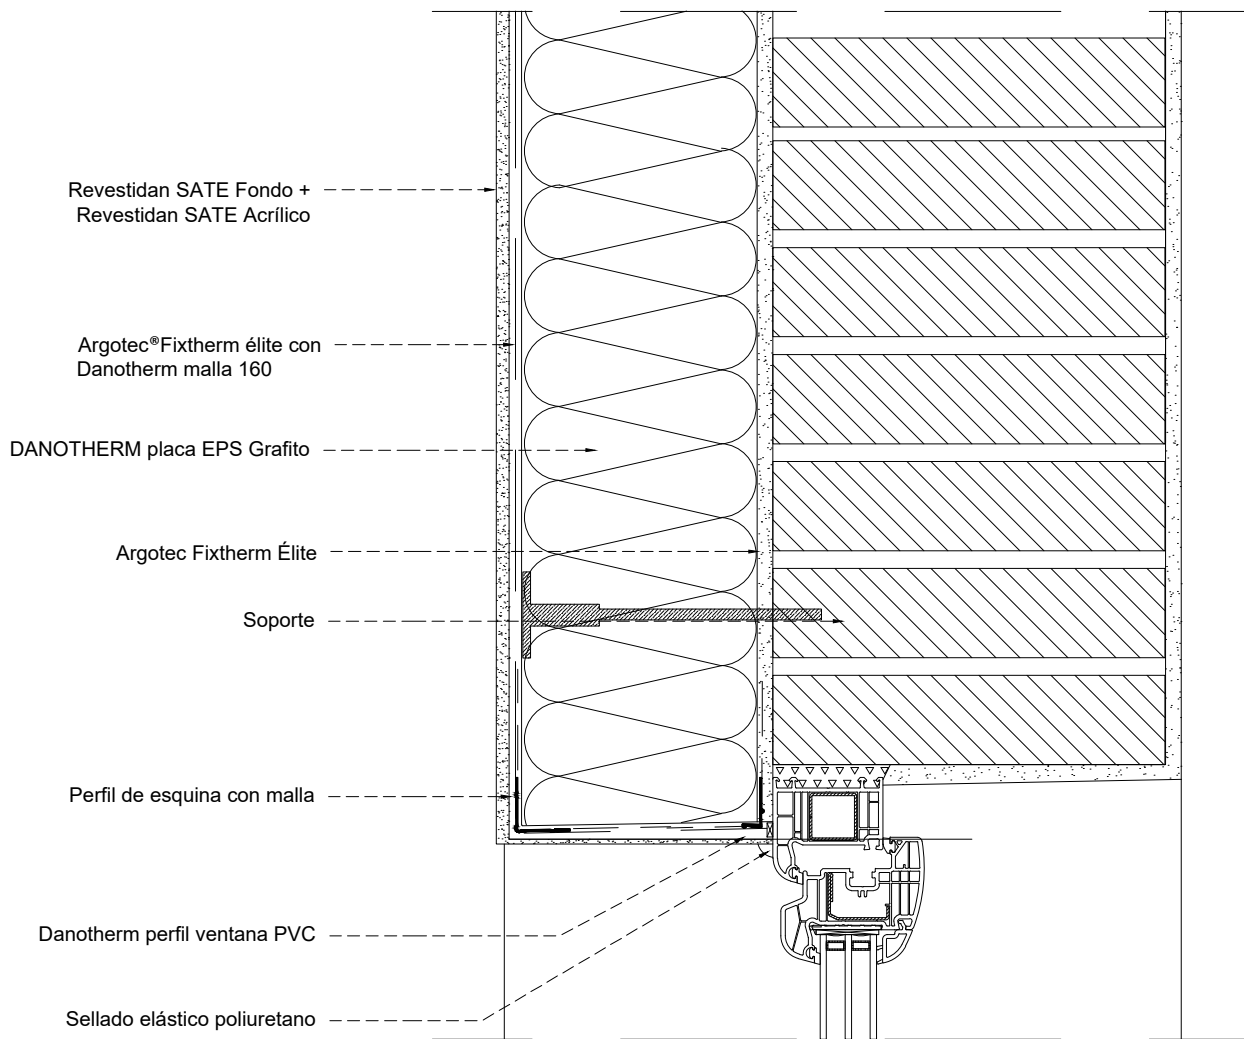 Revestidan SATE Fondo +
Revestidan SATE Acrílico
Argotec®Fixtherm élite con
Danotherm malla 160
DANOTHERM placa EPS Grafito
Argotec Fixtherm Élite
Soporte
Perfil de esquina con malla
Danotherm perfil ventana PVC
Sellado elástico poliuretano